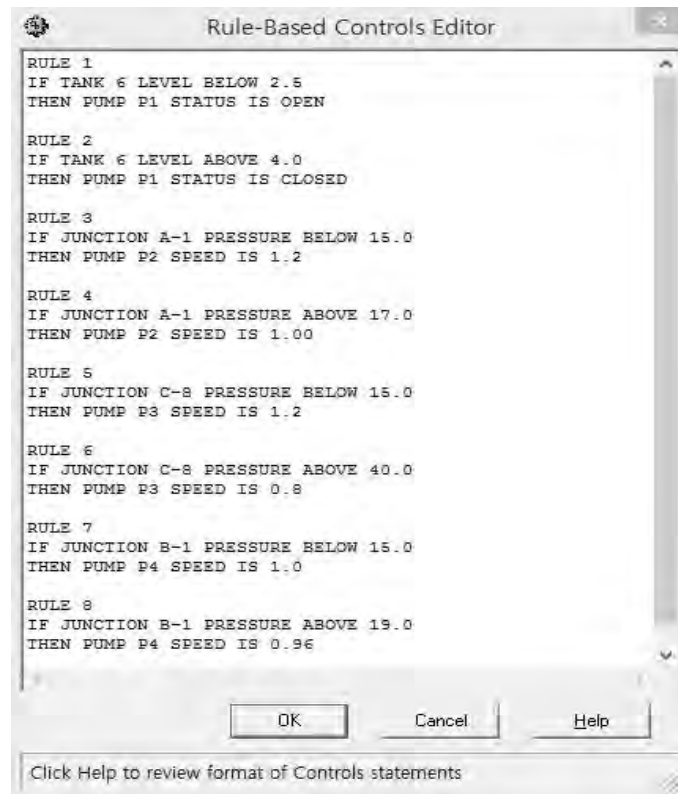 Rule-Based Controls Editor
RULE 1
IF TANK 6 LEVEL BELOW 2.5
THEN PUMP P1 STATUS IS OPEN
RULE 2
IF TANK 6 LEVEL ABOVE 4.0
THEN PUMP P1 STATUS IS CLOSED
RULE 3
IF JUNCTION A-1 PRESSURE BELOW 15.0
THEN PUMP P2 SPEED IS 1.2
RULE 4
IF JUNCTION A-1 PRESSURE ABOVE 17.0
THEN PUMP P2 SPEED IS 1.00
RULE 5
IF JUNCTION C-8 PRESSURE BELOW 15.0
THEN PUMP P3 SPEED IS 1.2
RULE 6
IF JUNCTION C-8 PRESSURE ABOVE 40.0
THEN PUMP P3 SPEED IS 0.8
RULE 7
IF JUNCTION B-1 PRESSURE BELOW 15.0
THEN PUMP P4 SPEED IS 1.0
RULE 8
IF JUNCTION B-1 PRESSURE ABOVE 19.0
THEN PUMP P4 SPEED IS 0.96
OK Cancel Help
Click Help to review format of Controls statements